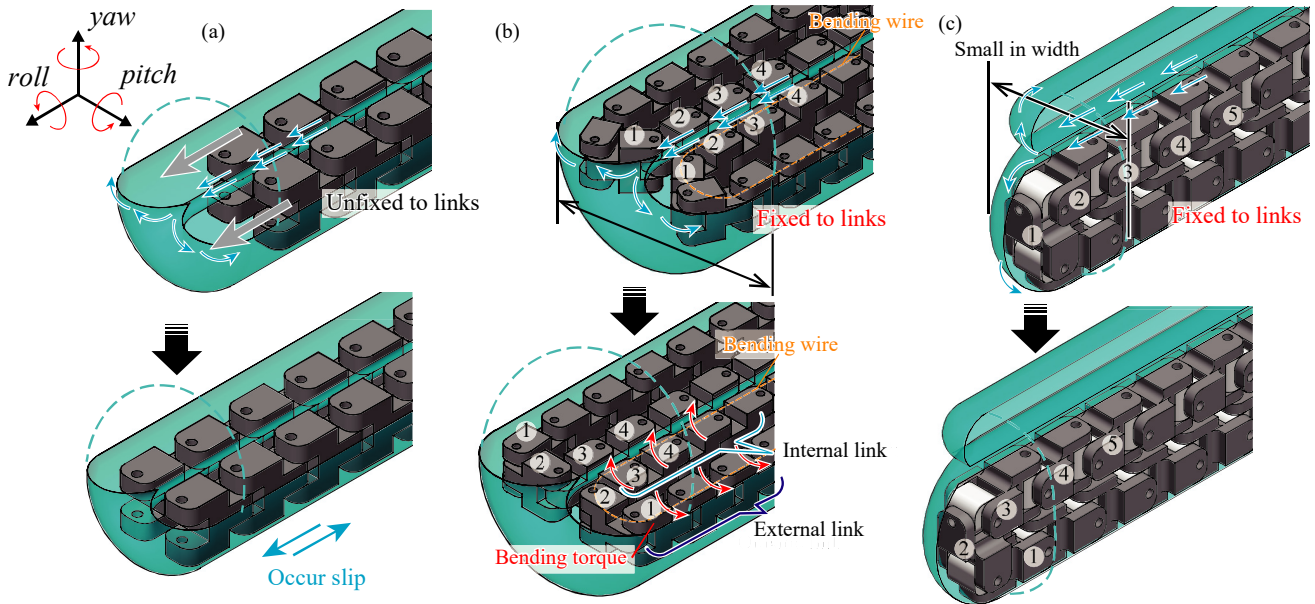 yaw
roll
pitch
(a)
Unfixed to links
Occur slip
(b)
Bending wire
4
3
4
2
3
1
2
1
Fixed to links
Bending wire
1
4
2
3
4
3
2
1
Internal link
External link
Bending torque
(c)
Small in width
5
4
3
2
1
Fixed to links
5
4
3
2
1